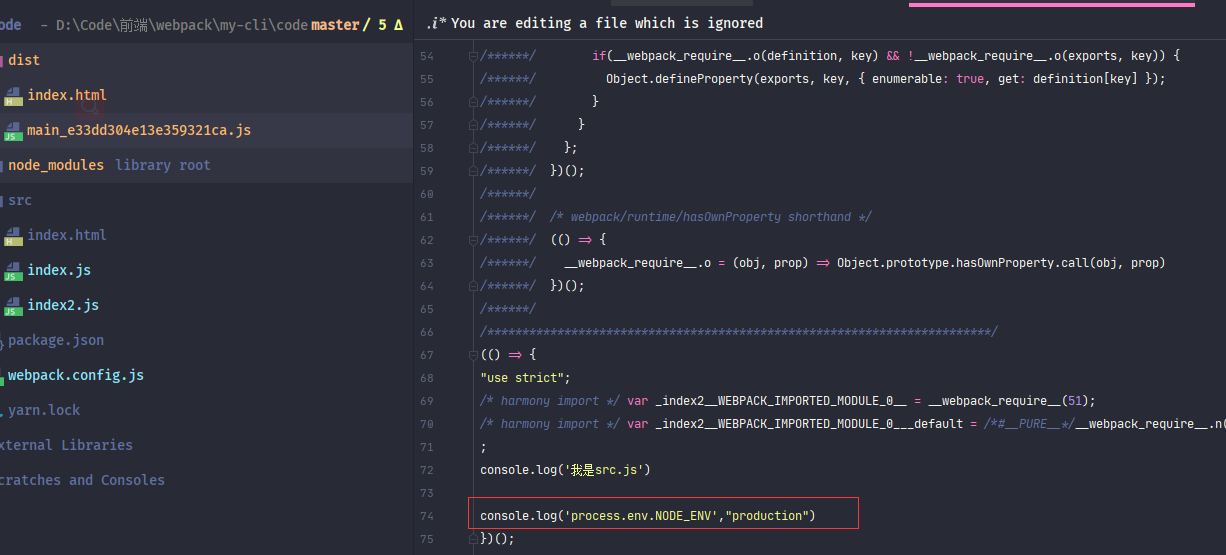 ode - D:\Code\前端\webpack\my-cli\code master / 5 Δ
dist
index.html
main_e33dd304e13e359321ca.js
node_modules library root
src
index.html
index.js
index2.js
package.json
webpack.config.js
yarn.lock
xternal Libraries
cratches and Consoles
.i* You are editing a file which is ignored
54 /******/ if(__webpack_require__.o(definition, key) && !__webpack_require__.o(exports, key)) {
55 /******/ Object.defineProperty(exports, key, { enumerable: true, get: definition[key] });
56 /******/ }
57 /******/ }
58 /******/ };
59 /******/ })();
60 /******/
61 /******/ /* webpack/runtime/hasOwnProperty shorthand */
62 /******/ (() => {
63 /******/ __webpack_require__.o = (obj, prop) => Object.prototype.hasOwnProperty.call(obj, prop)
64 /******/ })();
65 /******/
66 /************************************************************************/
67 (() => {
68 "use strict";
69 /* harmony import */ var _index2__WEBPACK_IMPORTED_MODULE_0__ = __webpack_require__(51);
70 /* harmony import */ var _index2__WEBPACK_IMPORTED_MODULE_0___default = /*#__PURE__*/__webpack_require__.n(
71 ;
72 console.log('我是src.js')
73
74 console.log('process.env.NODE_ENV',"production")
75 })();